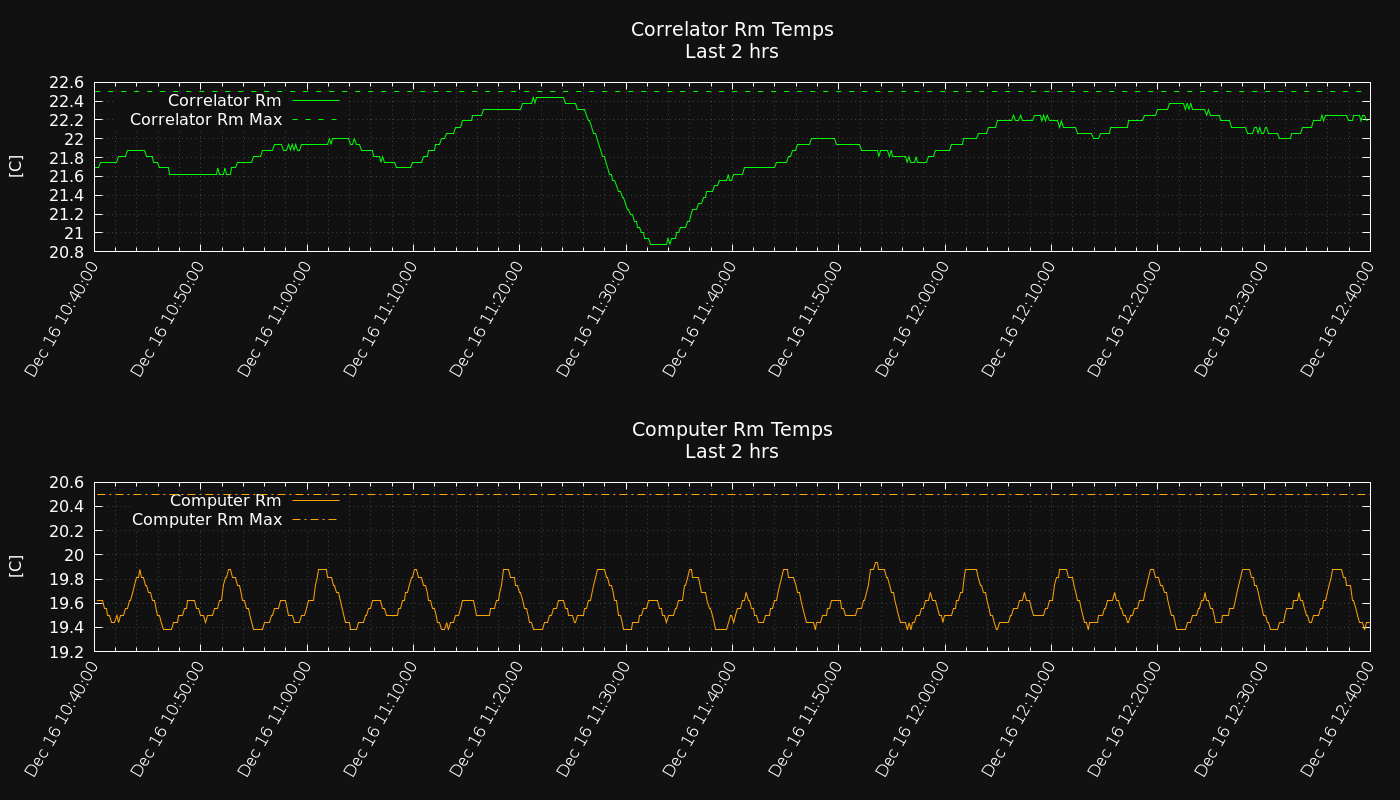 Correlator Rm Temps
Last 2 hrs
[C]
22.6
22.4
22.2
22
21.8
21.6
21.4
21.2
21
20.8
Correlator Rm
Correlator Rm Max
Dec 16 10:40:00
Dec 16 10:50:00
Dec 16 11:00:00
Dec 16 11:10:00
Dec 16 11:20:00
Dec 16 11:30:00
Dec 16 11:40:00
Dec 16 11:50:00
Dec 16 12:00:00
Dec 16 12:10:00
Dec 16 12:20:00
Dec 16 12:30:00
Dec 16 12:40:00
Computer Rm Temps
Last 2 hrs
[C]
20.6
20.4
20.2
20
19.8
19.6
19.4
19.2
Computer Rm
Computer Rm Max
Dec 16 10:40:00
Dec 16 10:50:00
Dec 16 11:00:00
Dec 16 11:10:00
Dec 16 11:20:00
Dec 16 11:30:00
Dec 16 11:40:00
Dec 16 11:50:00
Dec 16 12:00:00
Dec 16 12:10:00
Dec 16 12:20:00
Dec 16 12:30:00
Dec 16 12:40:00